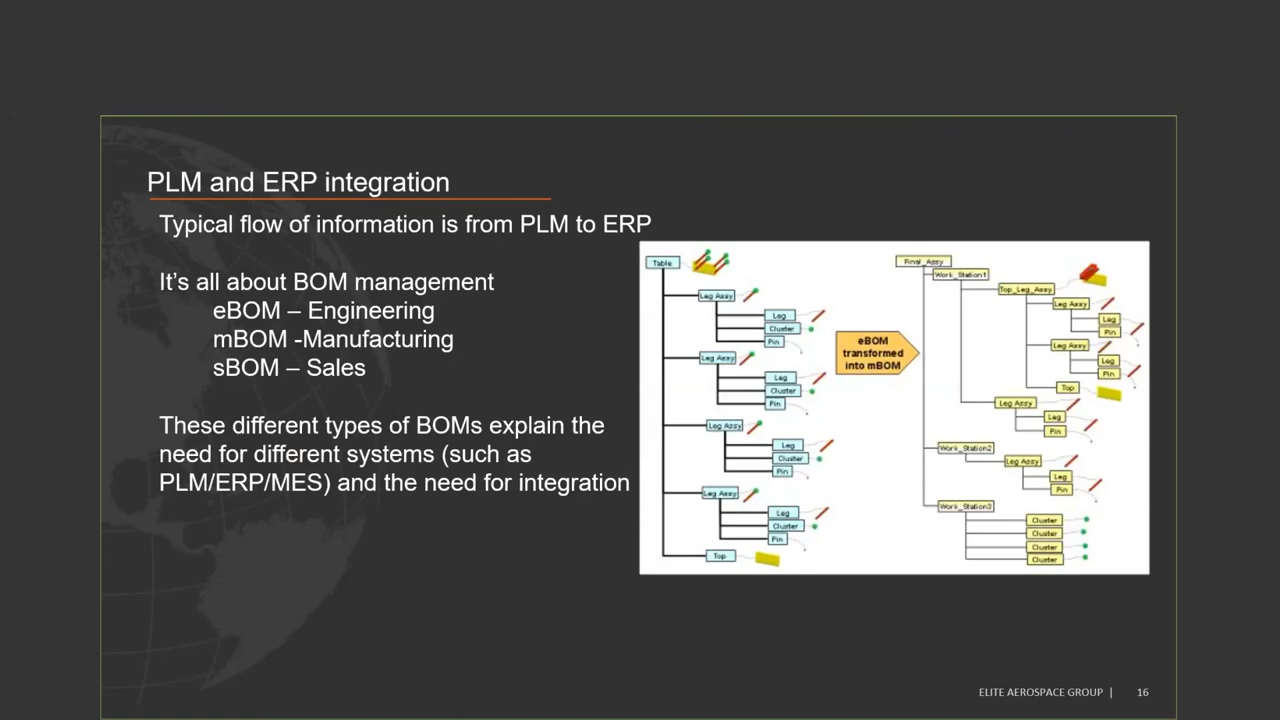 PLM and ERP integration
Typical flow of information is from PLM to ERP
It’s all about BOM management
eBOM – Engineering
mBOM -Manufacturing
sBOM – Sales
These different types of BOMs explain the
need for different systems (such as
PLM/ERP/MES) and the need for integration
Table
Leg Assy
Leg
Cluster
Pin
Leg Assy
Leg
Cluster
Pin
Leg Assy
Leg
Cluster
Pin
Leg Assy
Leg
Cluster
Pin
Top
eBOM
transformed
into mBOM
Final_Assy
Work_Station1
Top_Leg_Assy
Leg Assy
Leg
Pin
Leg Assy
Leg
Pin
Top
Leg Assy
Leg
Pin
Work_Station2
Leg Assy
Leg
Pin
Work_Station3
Cluster
Cluster
Cluster
Cluster
ELITE AEROSPACE GROUP | 16